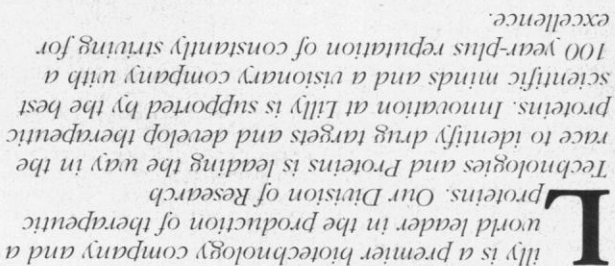 Lilly is a premier biotechnology company and a
world leader in the production of therapeutic
proteins. Our Division of Research
Technologies and Proteins is leading the way in the
race to identify drug targets and develop therapeutic
proteins. Innovation at Lilly is supported by the best
scientific minds and a visionary company with a
100 year-plus reputation of constantly striving for
excellence.